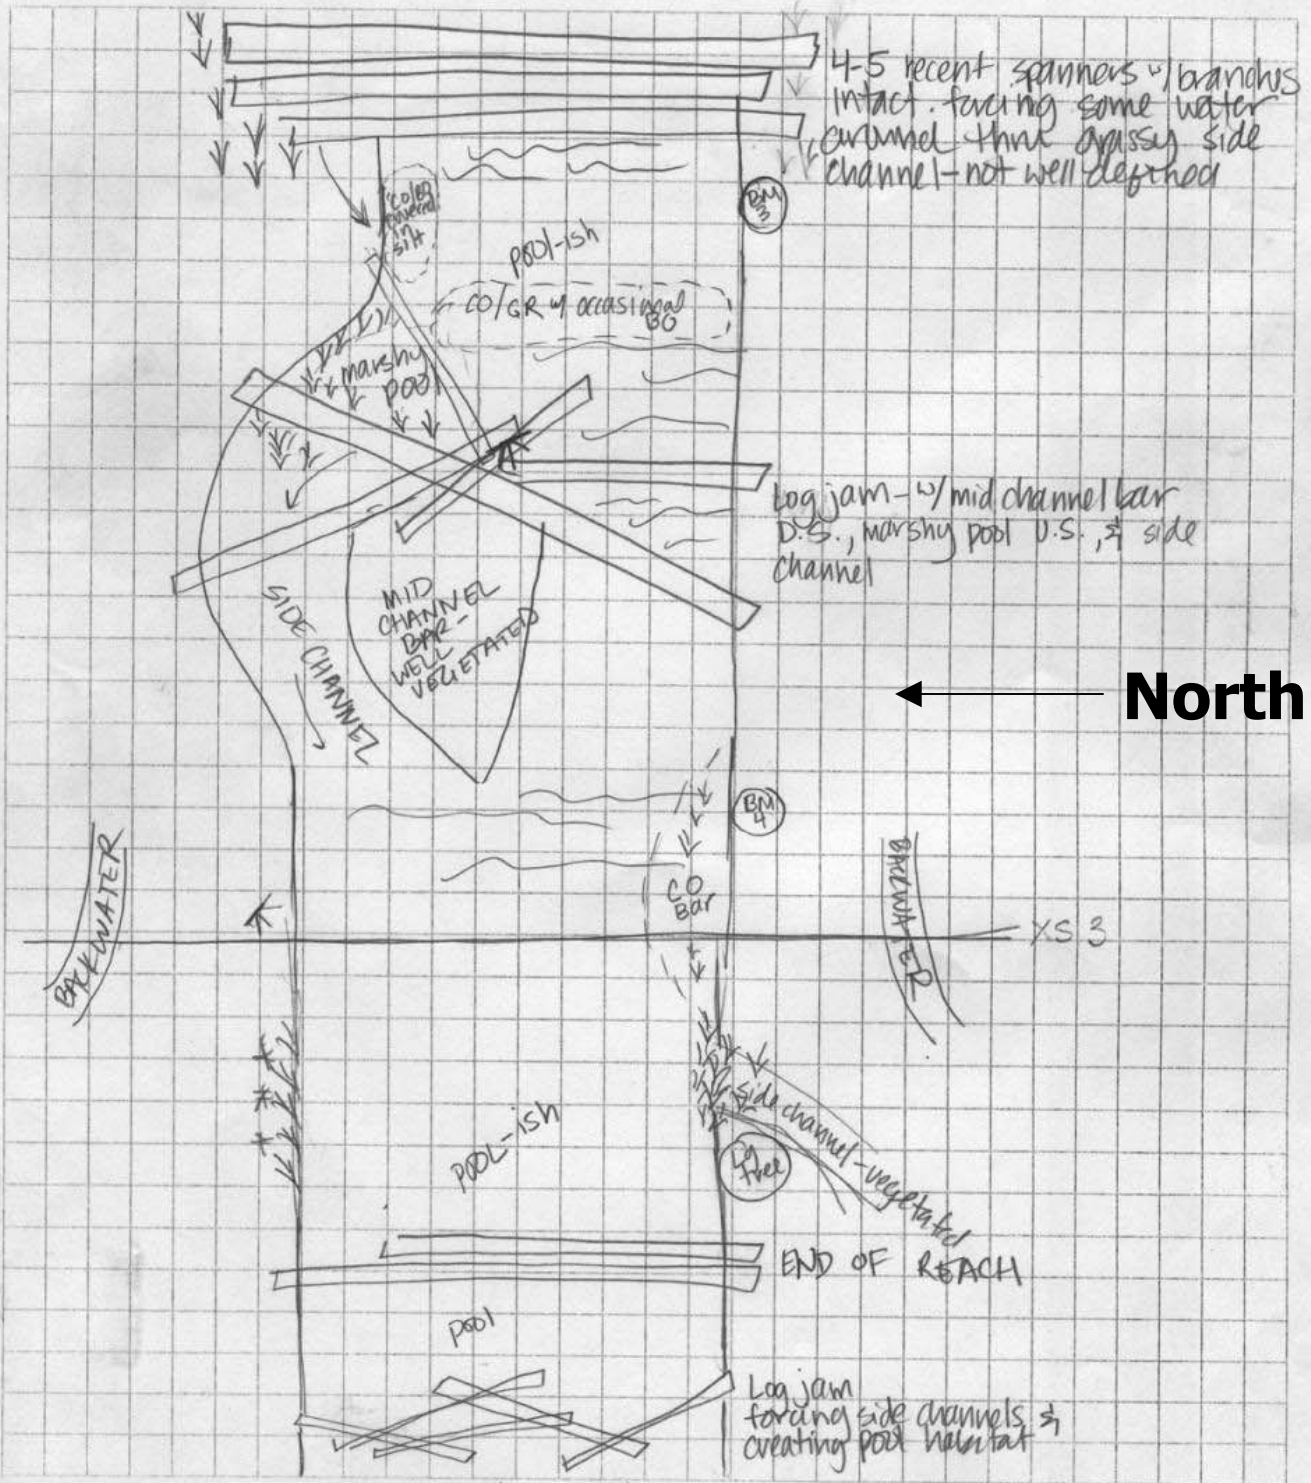 4-5 recent spanners w/ branches
intact. forcing some water
around thru grassy side
channel - not well defined
BM
3
CO/BO
covered
in
silt
pool-ish
CO/GR w/ occasional
BO
marshy
pool
Log jam - w/ mid channel bar
D.S., marshy pool U.S., & side
channel
MID
CHANNEL
BAR -
WELL
VEGETATED
SIDE CHANNEL
North
BM
4
BACKWATER
BACKWATER
CO
Bar
XS 3
side channel - vegetated
POOL-ish
Lg
Tree
END OF REACH
pool
Log jam
forcing side channels &
creating pool habitat